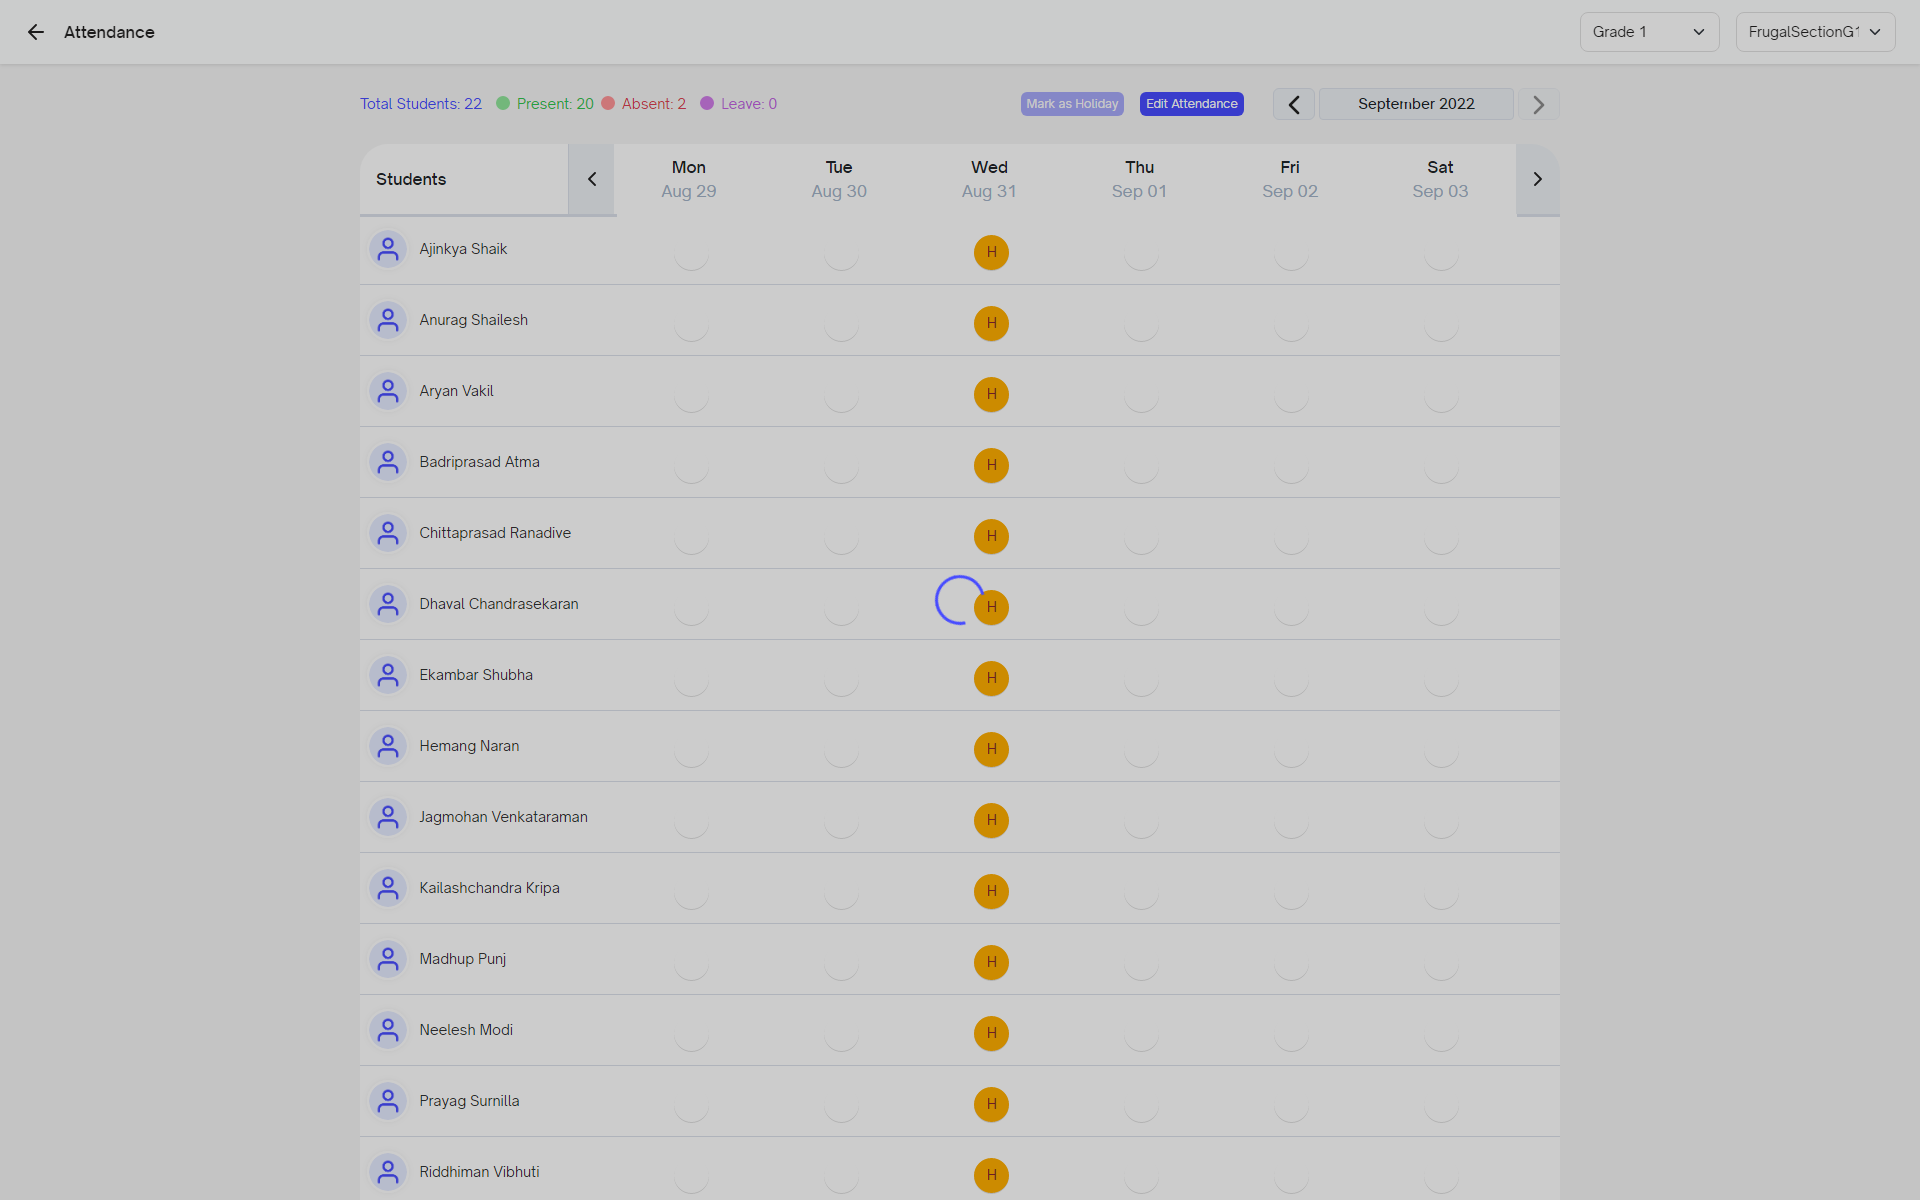 Attendance
Grade 1
FrugalSectionG1
Total Students: 22 Present: 20 Absent: 2 Leave: 0
Mark as Holiday
Edit Attendance
September 2022
Students
Mon Tue Wed Thu Fri Sat
Aug 29 Aug 30 Aug 31 Sep 01 Sep 02 Sep 03
Ajinkya Shaik H
Anurag Shailesh H
Aryan Vakil H
Badriprasad Atma H
Chittaprasad Ranadive H
Dhaval Chandrasekaran H
Ekambar Shubha H
Hemang Naran H
Jagmohan Venkataraman H
Kailashchandra Kripa H
Madhup Punj H
Neelesh Modi H
Prayag Surnilla H
Riddhiman Vibhuti H